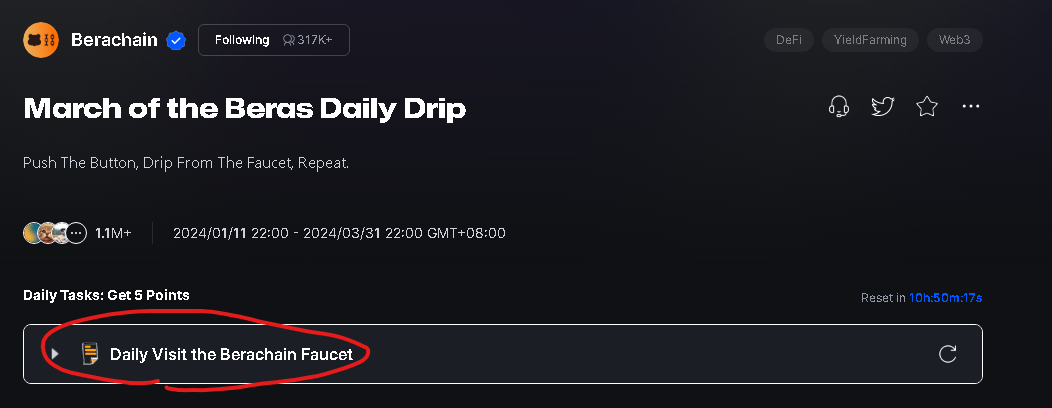 Berachain Following 317K+ DeFi YieldFarming Web3
March of the Beras Daily Drip
Push The Button, Drip From The Faucet, Repeat.
1.1M+ 2024/01/11 22:00 - 2024/03/31 22:00 GMT+08:00
Daily Tasks: Get 5 Points Reset in 10h:50m:17s
Daily Visit the Berachain Faucet